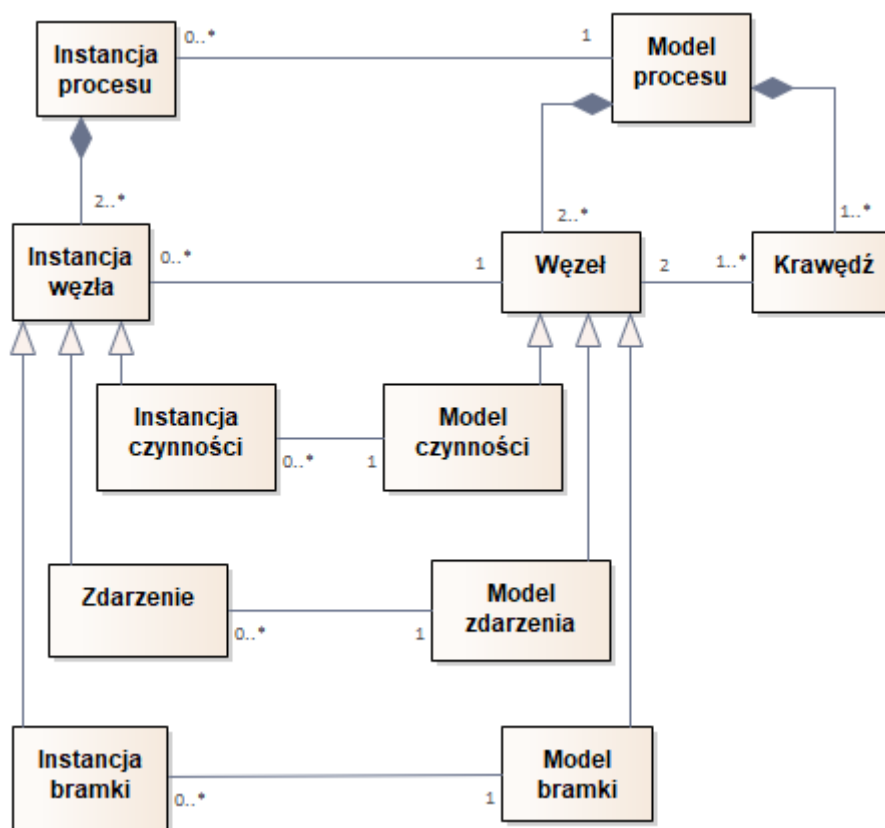 Instancja
procesu
0..*
1
Model
procesu
2..*
2..*
1..*
Instancja
węzła
0..*
1
Węzeł
2
1..*
Krawędź
Instancja
czynności
0..*
1
Model
czynności
Zdarzenie
0..*
1
Model
zdarzenia
Instancja
bramki
0..*
1
Model
bramki